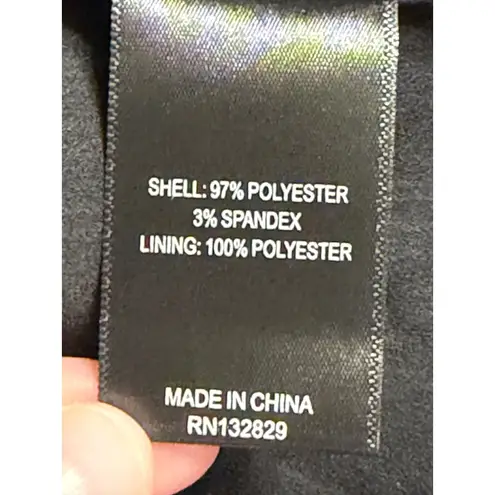 SHELL: 97% POLYESTER
3% SPANDEX
LINING: 100% POLYESTER
MADE IN CHINA
RN132829